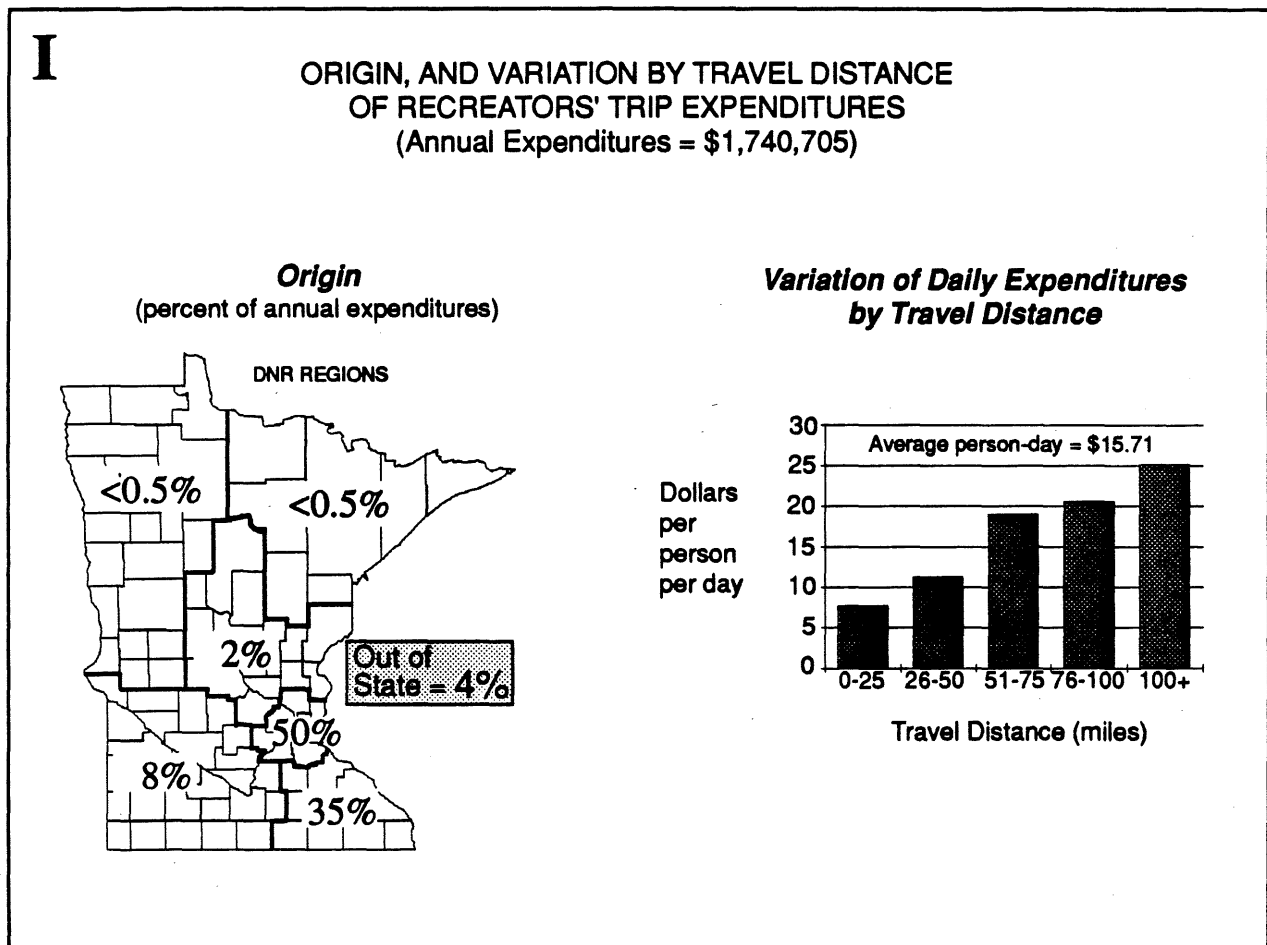 I
ORIGIN, AND VARIATION BY TRAVEL DISTANCE
OF RECREATORS' TRIP EXPENDITURES
(Annual Expenditures = $1,740,705)
Origin
(percent of annual expenditures)
DNR REGIONS
<0.5%
<0.5%
2%
Out of
State = 4%
50%
8%
35%
Variation of Daily Expenditures
by Travel Distance
Dollars
per
person
per day
30
25
20
15
10
5
0
Average person-day = $15.71
0-25
26-50
51-75
76-100
100+
Travel Distance (miles)